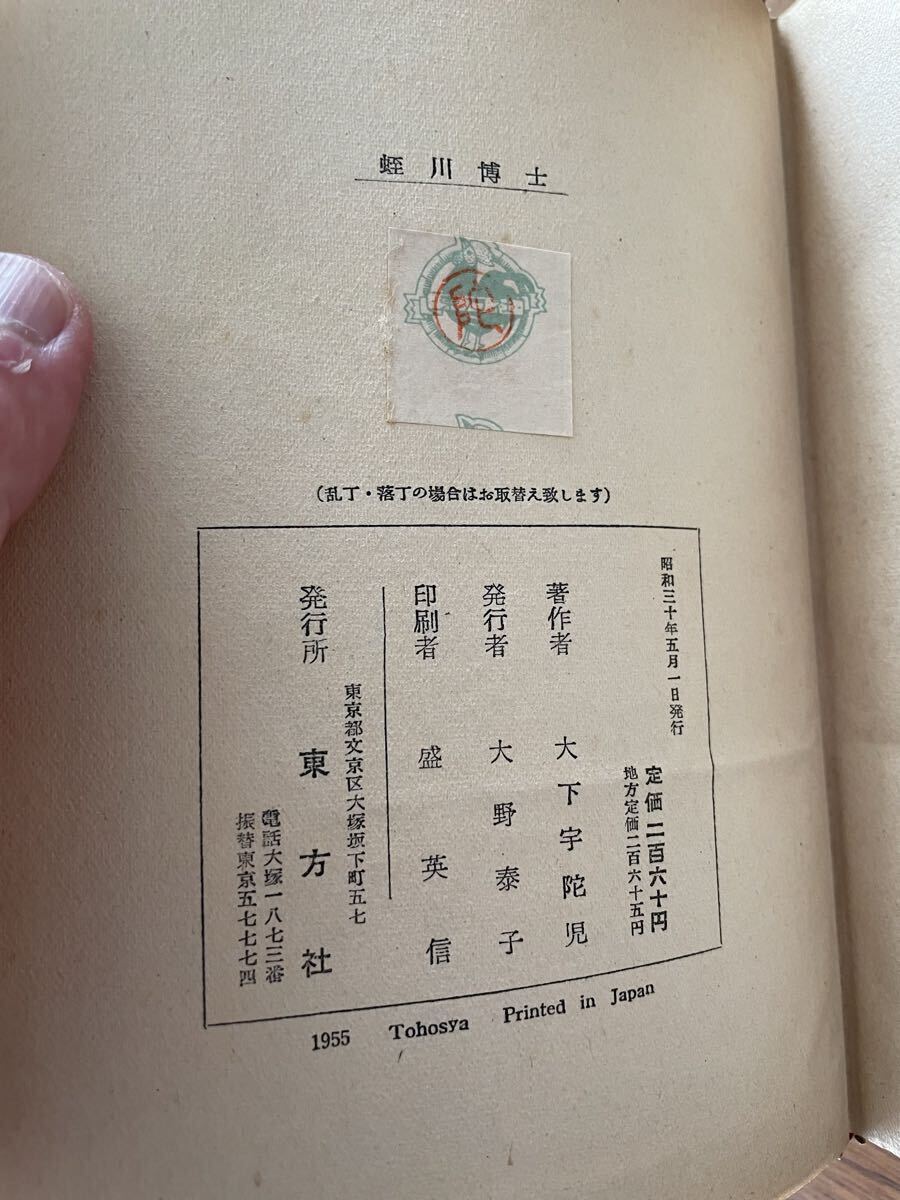 蛭川博士
陀
(乱丁・落丁の場合はお取替え致します)
昭和三十年五月一日発行
定価二百六十円
地方定価二百六十五円
著作者 大下宇陀児
発行者 大野泰子
印刷者 盛英信
東京都文京区大塚坂下町五七
発行所 東方社
電話大塚一八七三番
振替東京五七七七四
1955 Tohosya Printed in Japan